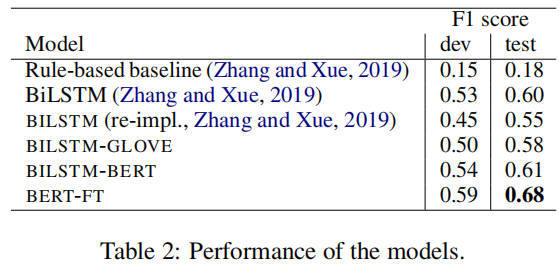 F1 score
Model dev test
Rule-based baseline (Zhang and Xue, 2019) 0.15 0.18
BiLSTM (Zhang and Xue, 2019) 0.53 0.60
BILSTM (re-impl., Zhang and Xue, 2019) 0.45 0.55
BILSTM-GLOVE 0.50 0.58
BILSTM-BERT 0.54 0.61
BERT-FT 0.59 0.68
Table 2: Performance of the models.